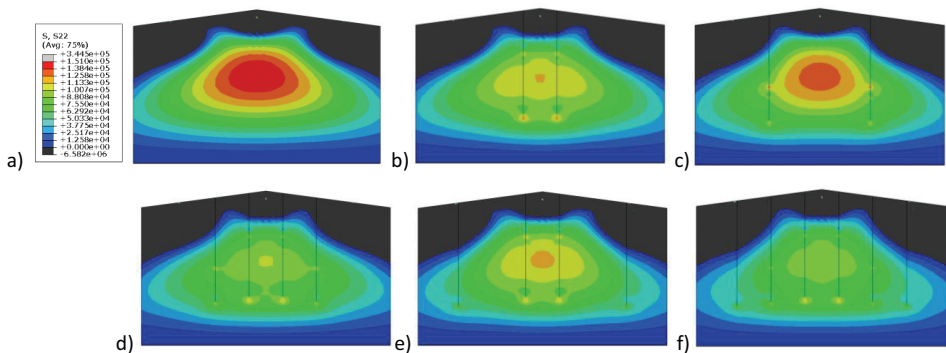 S, S22
(Avg: 75%)
+3.445e+05
+1.510e+05
+1.384e+05
+1.258e+05
+1.133e+05
+1.007e+05
+8.808e+04
+7.550e+04
+6.292e+04
+5.033e+04
+3.775e+04
+2.517e+04
+1.258e+04
+0.000e+00
-6.582e+06
a)
b)
c)
d)
e)
f)